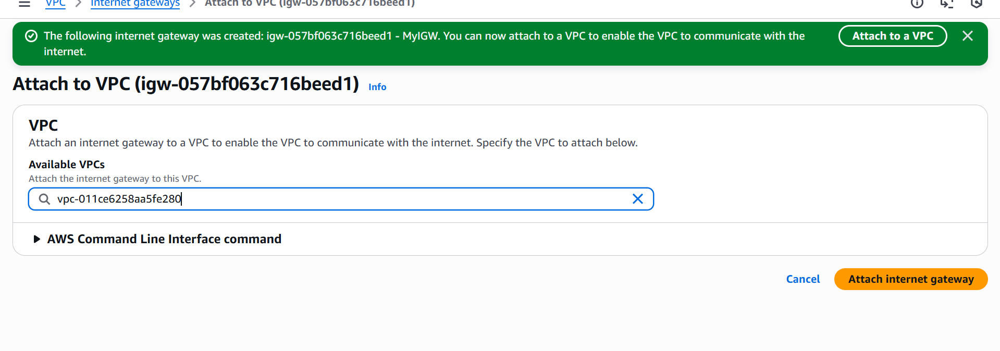 VPC > Internet gateways > Attach to VPC (igw-057bf063c716beed1)
The following internet gateway was created: igw-057bf063c716beed1 - MyIGW. You can now attach to a VPC to enable the VPC to communicate with the
internet.
Attach to a VPC
Attach to VPC (igw-057bf063c716beed1) Info
VPC
Attach an internet gateway to a VPC to enable the VPC to communicate with the internet. Specify the VPC to attach below.
Available VPCs
Attach the internet gateway to this VPC.
vpc-011ce6258aa5fe280
AWS Command Line Interface command
Cancel
Attach internet gateway